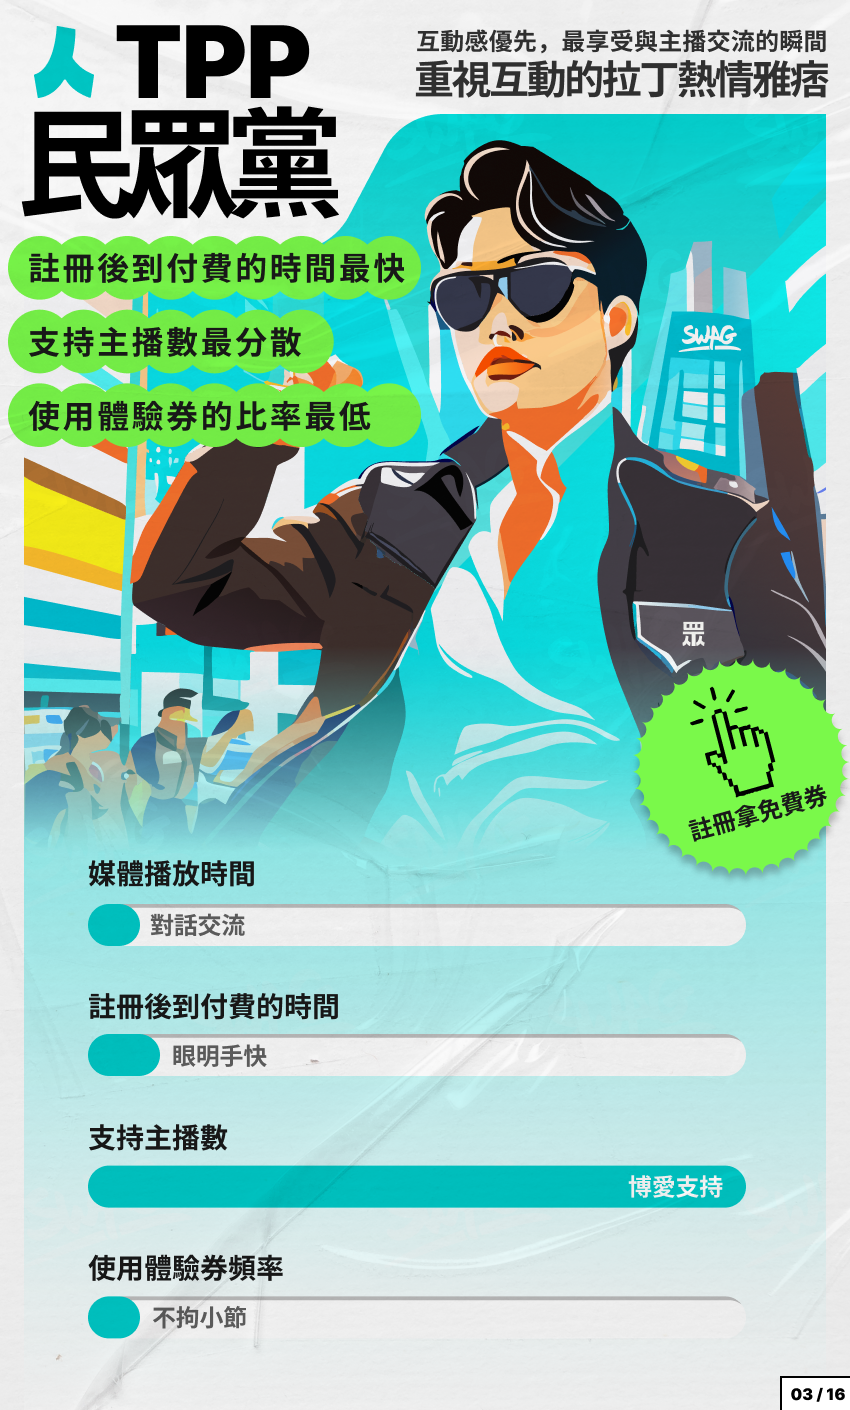 TPP
民眾黨
互動感優先，最享受與主播交流的瞬間
重視互動的拉丁熱情雅痞
註冊後到付費的時間最快
支持主播數最分散
使用體驗券的比率最低
SWAG
眾
註冊拿免費券
媒體播放時間
對話交流
註冊後到付費的時間
眼明手快
支持主播數
博愛支持
使用體驗券頻率
不拘小節
03 / 16